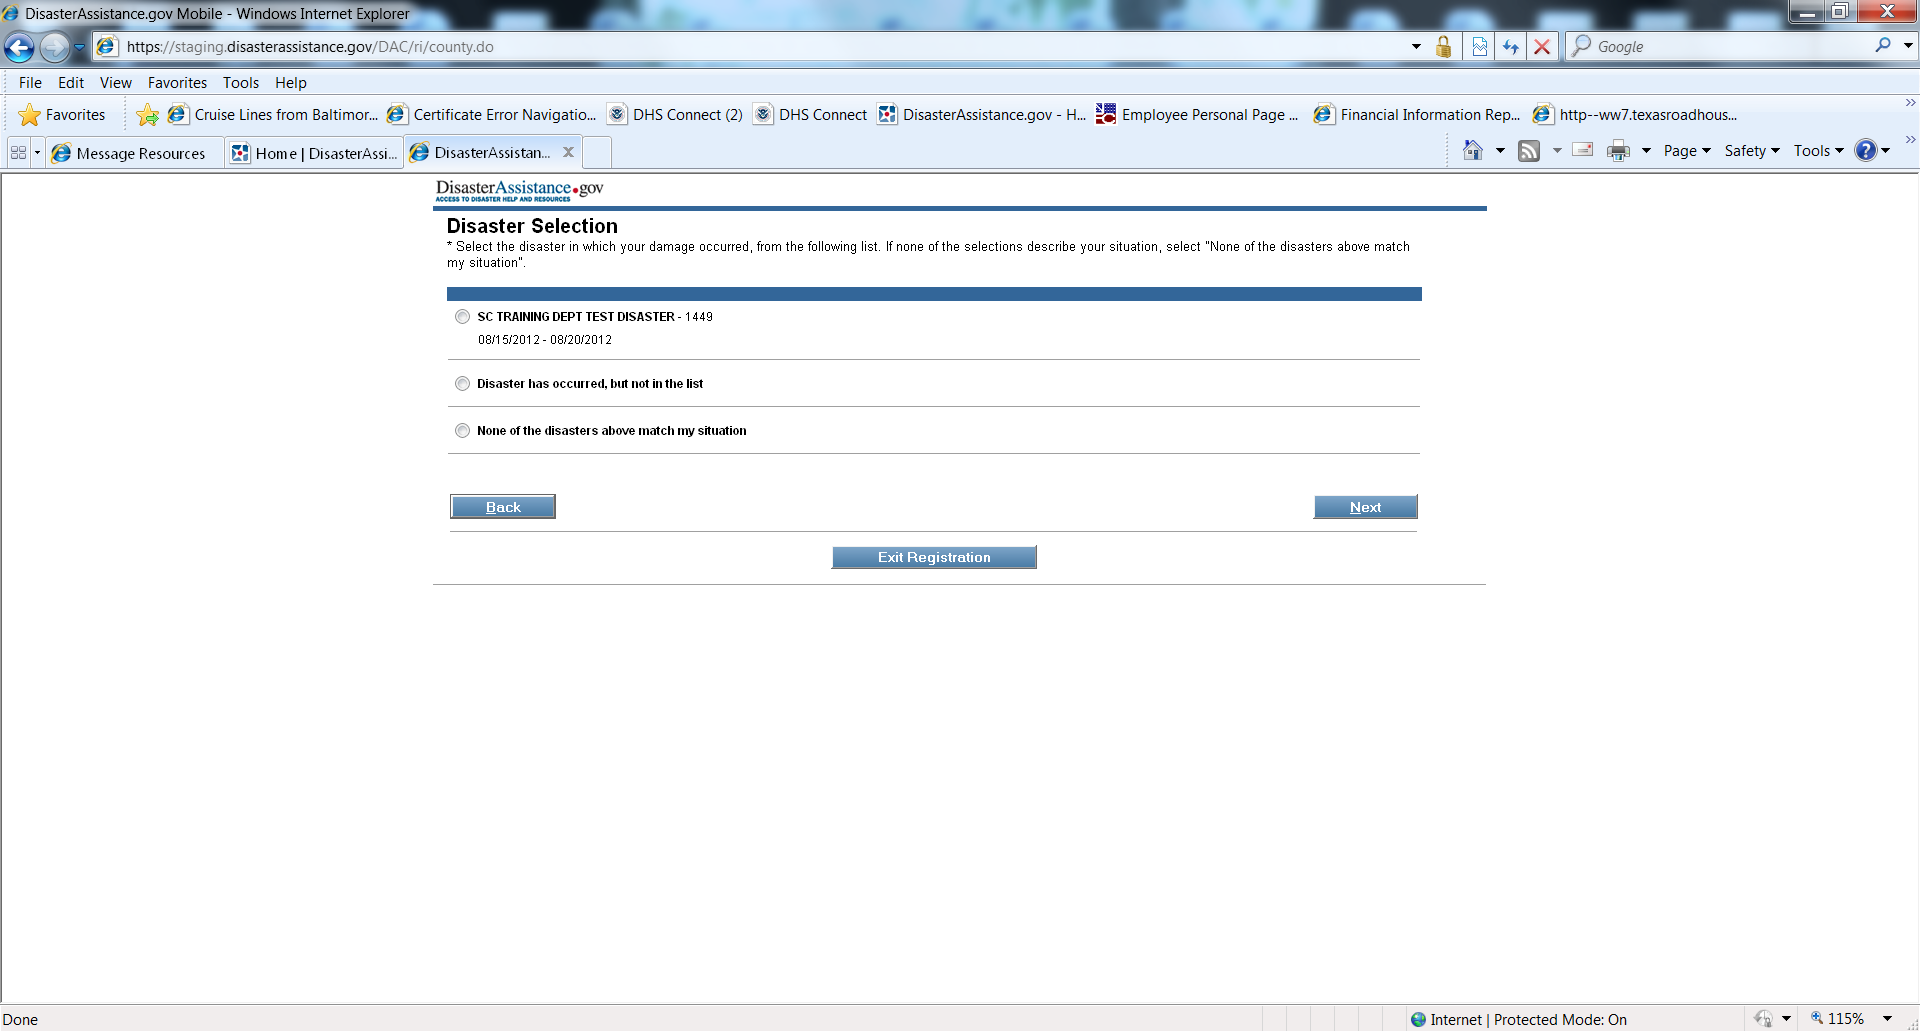 DisasterAssistance.gov Mobile - Windows Internet Explorer
https://staging.disasterassistance.gov/DAC/ri/county.do
Google
File Edit View Favorites Tools Help
Favorites Cruise Lines from Baltimor... Certificate Error Navigatio... DHS Connect (2) DHS Connect DisasterAssistance.gov - H... Employee Personal Page ... Financial Information Rep... http--ww7.texasroadhous...
Message Resources Home | DisasterAssi... DisasterAssistan... Page Safety Tools
DisasterAssistance.gov
ACCESS TO DISASTER HELP AND RESOURCES
Disaster Selection
* Select the disaster in which your damage occurred, from the following list. If none of the selections describe your situation, select "None of the disasters above match
my situation".
SC TRAINING DEPT TEST DISASTER - 1449
08/15/2012 - 08/20/2012
Disaster has occurred, but not in the list
None of the disasters above match my situation
Back Next
Exit Registration
Done Internet | Protected Mode: On 115%